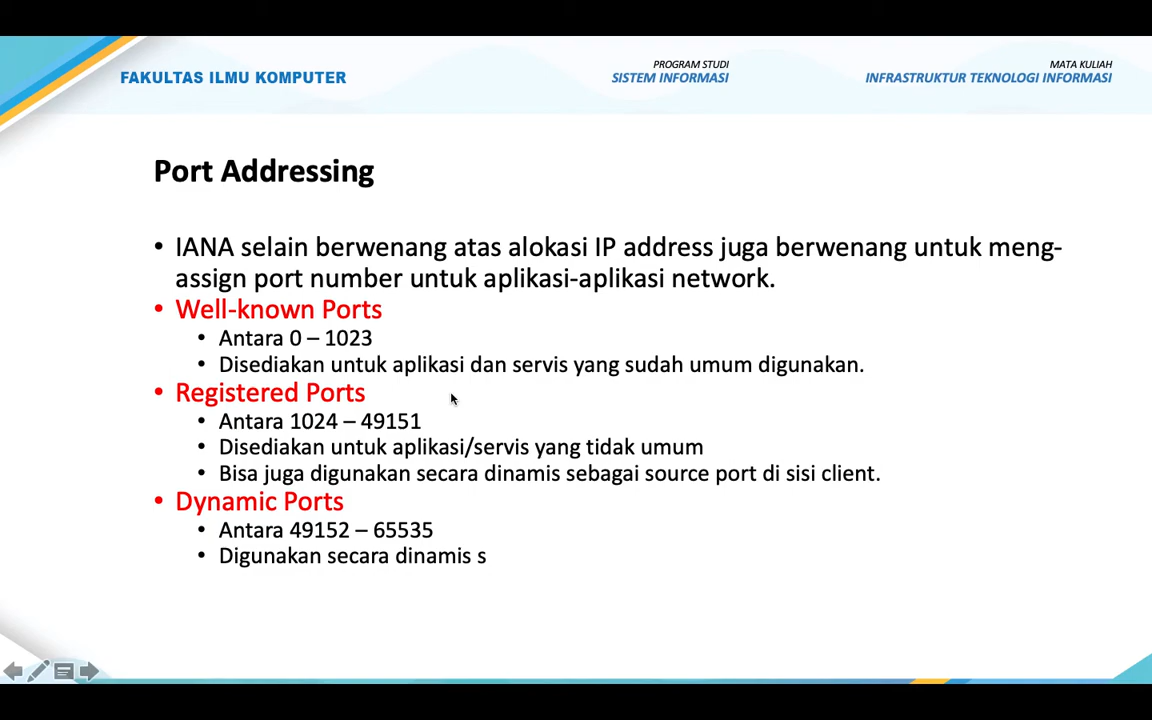 FAKULTAS ILMU KOMPUTER
PROGRAM STUDI
SISTEM INFORMASI
MATA KULIAH
INFRASTRUKTUR TEKNOLOGI INFORMASI
Port Addressing
• IANA selain berwenang atas alokasi IP address juga berwenang untuk meng-
assign port number untuk aplikasi-aplikasi network.
• Well-known Ports
• Antara 0 – 1023
• Disediakan untuk aplikasi dan servis yang sudah umum digunakan.
• Registered Ports
• Antara 1024 – 49151
• Disediakan untuk aplikasi/servis yang tidak umum
• Bisa juga digunakan secara dinamis sebagai source port di sisi client.
• Dynamic Ports
• Antara 49152 – 65535
• Digunakan secara dinamis s